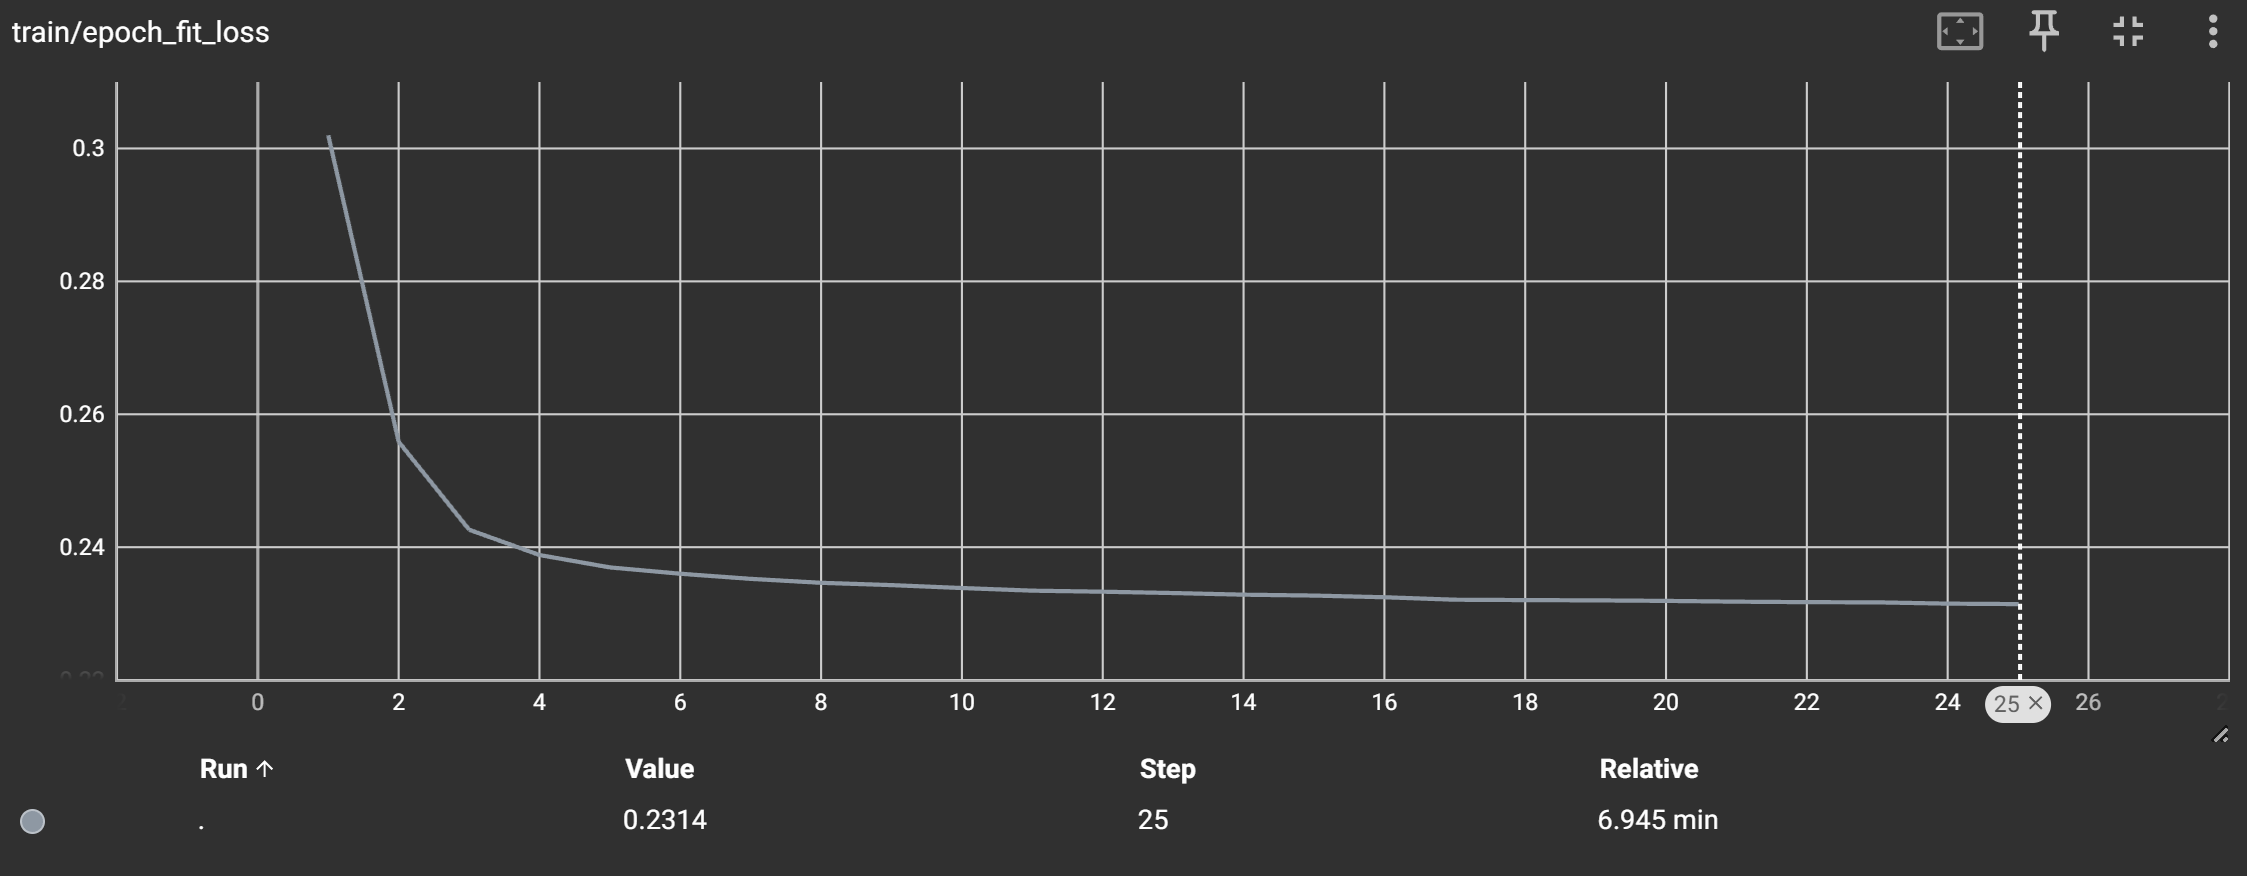 train/epoch_fit_loss
0.3
0.28
0.26
0.24
0 2 4 6 8 10 12 14 16 18 20 22 24 25 × 26
Run ↑ Value Step Relative
. 0.2314 25 6.945 min